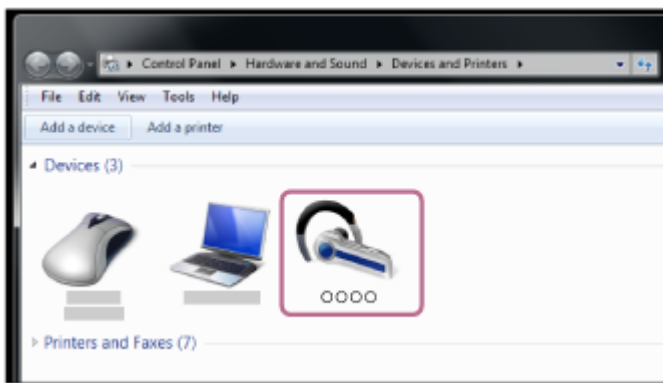 Control Panel ▸ Hardware and Sound ▸ Devices and Printers ▸
File Edit View Tools Help
Add a device Add a printer
Devices (3)
OOOO
Printers and Faxes (7)